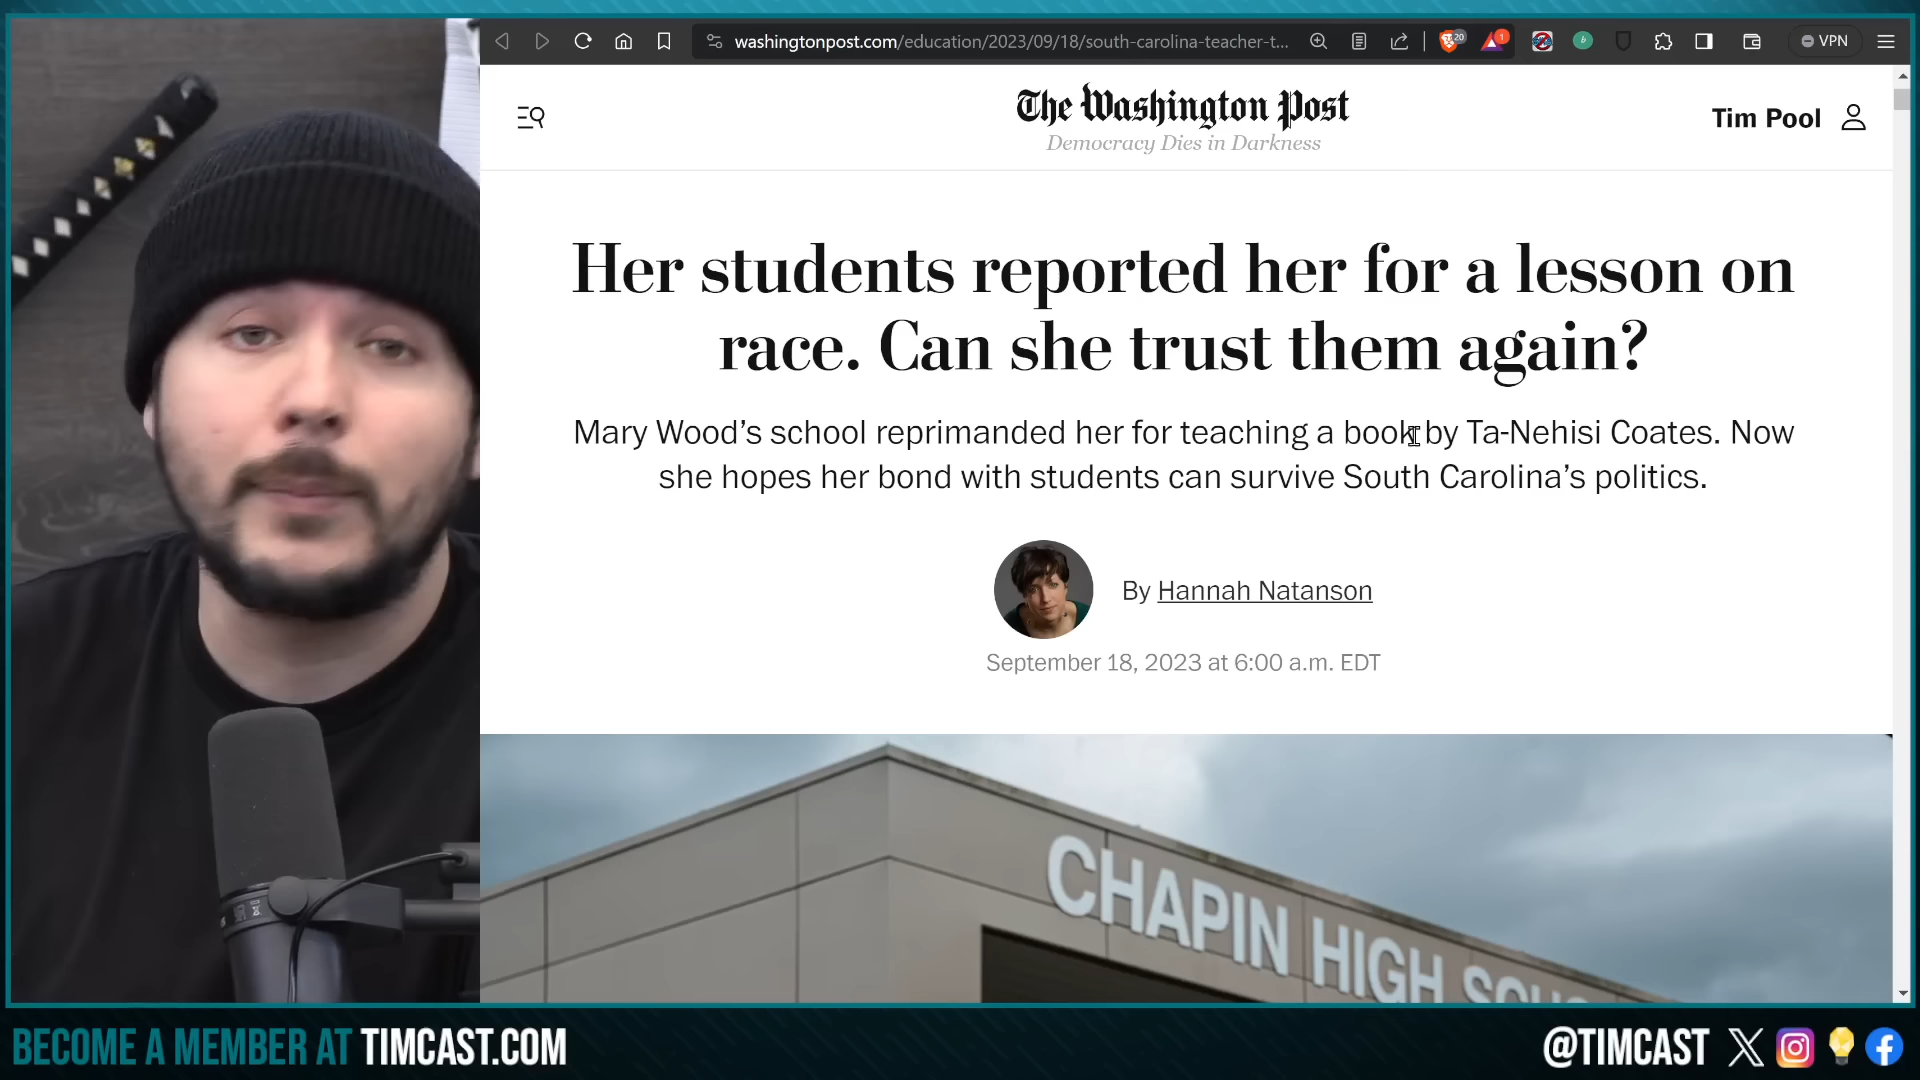 washingtonpost.com/education/2023/09/18/south-carolina-teacher-t...
20
1
VPN
The Washington Post
Democracy Dies in Darkness
Tim Pool
Her students reported her for a lesson on
race. Can she trust them again?
Mary Wood’s school reprimanded her for teaching a book by Ta-Nehisi Coates. Now
she hopes her bond with students can survive South Carolina’s politics.
By Hannah Natanson
September 18, 2023 at 6:00 a.m. EDT
CHAPIN HIGH SCHO
BECOME A MEMBER AT TIMCAST.COM
@TIMCAST